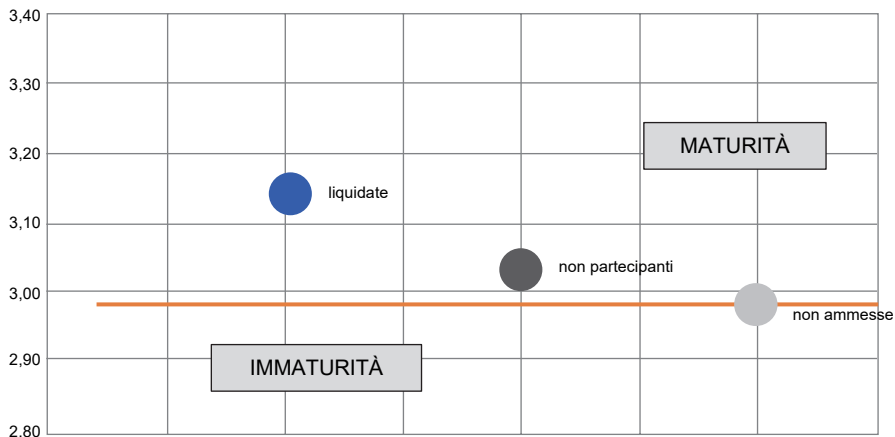 3,40
3,30
3,20
MATURITÀ
liquidate
3,10
non partecipanti
3,00
non ammesse
2,90
IMMATURITÀ
2,80